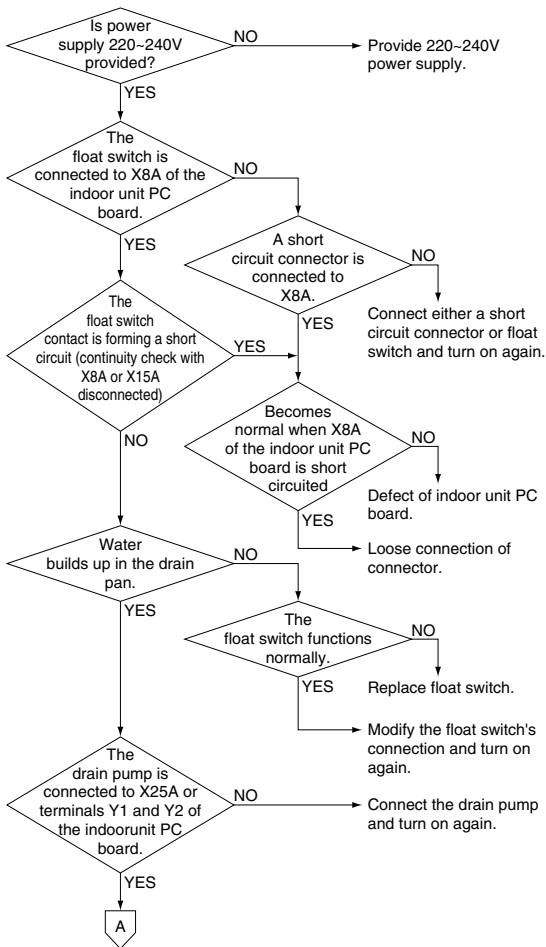 Is power
supply 220~240V
provided?
NO
Provide 220~240V
power supply.
YES
The
float switch is
connected to X8A of the
indoor unit PC
board.
NO
YES
A short
circuit connector is
connected to
X8A.
NO
Connect either a short
circuit connector or float
switch and turn on again.
YES
The
float switch
contact is forming a short
circuit (continuity check with
X8A or X15A
disconnected)
YES
NO
Becomes
normal when X8A
of the indoor unit PC
board is short
circuited
NO
Defect of indoor unit PC
board.
YES
Loose connection of
connector.
Water
builds up in the drain
pan.
NO
YES
The
float switch functions
normally.
NO
Replace float switch.
YES
Modify the float switch's
connection and turn on
again.
The
drain pump is
connected to X25A or
terminals Y1 and Y2 of
the indoorunit PC
board.
NO
Connect the drain pump
and turn on again.
YES
A